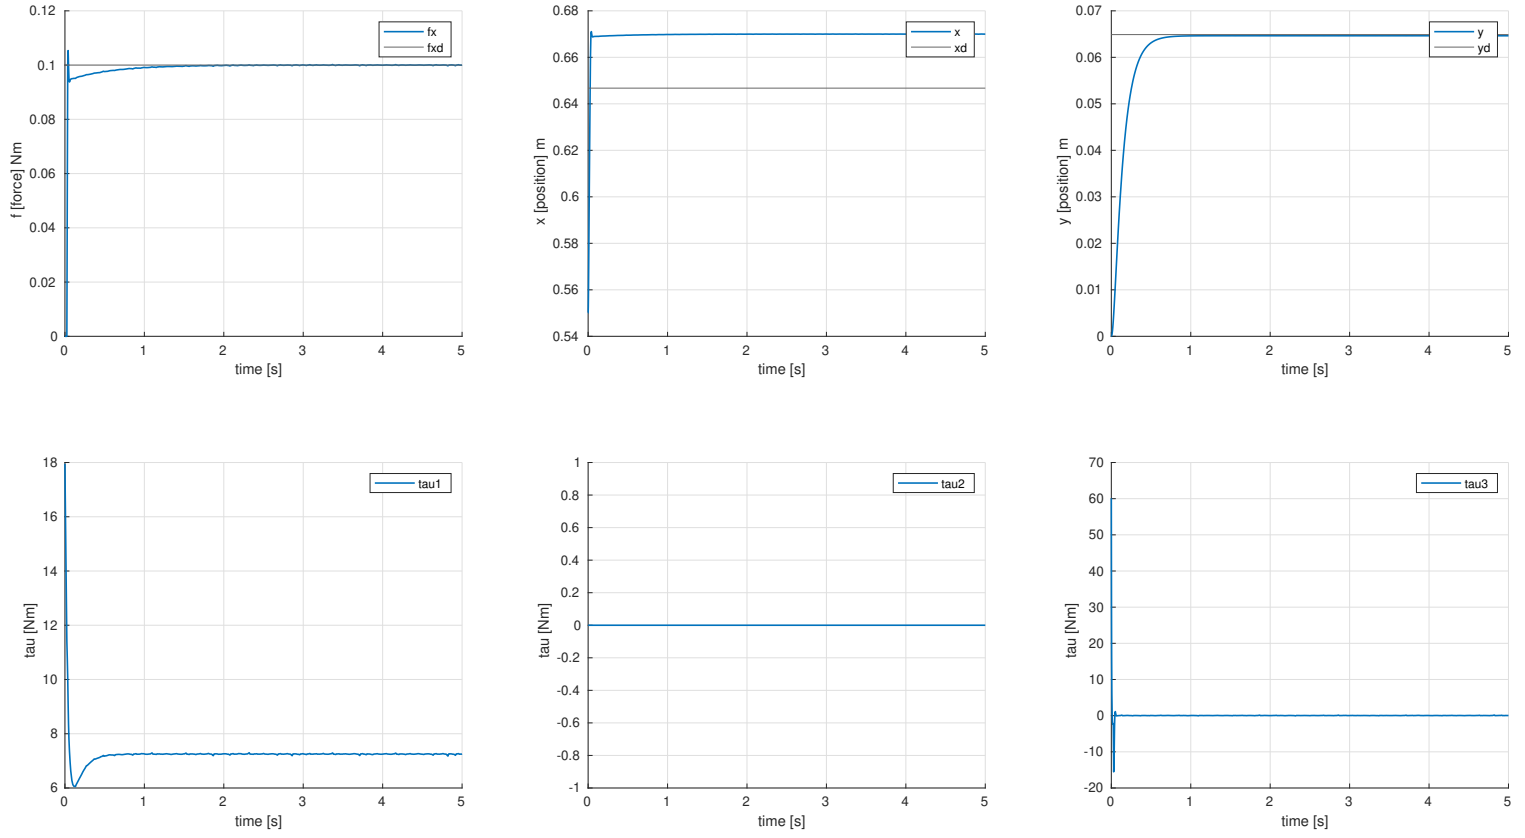 0.12
0.1
0.08
0.06
0.04
0.02
0
f [force] Nm
fx
fxd
0 1 2 3 4 5
time [s]
0.68
0.66
0.64
0.62
0.6
0.58
0.56
0.54
x [position] m
x
xd
0 1 2 3 4 5
time [s]
0.07
0.06
0.05
0.04
0.03
0.02
0.01
0
y [position] m
y
yd
0 1 2 3 4 5
time [s]
18
16
14
12
10
8
6
tau [Nm]
tau1
0 1 2 3 4 5
time [s]
1
0.8
0.6
0.4
0.2
0
-0.2
-0.4
-0.6
-0.8
-1
tau [Nm]
tau2
0 1 2 3 4 5
time [s]
70
60
50
40
30
20
10
0
-10
-20
tau [Nm]
tau3
0 1 2 3 4 5
time [s]